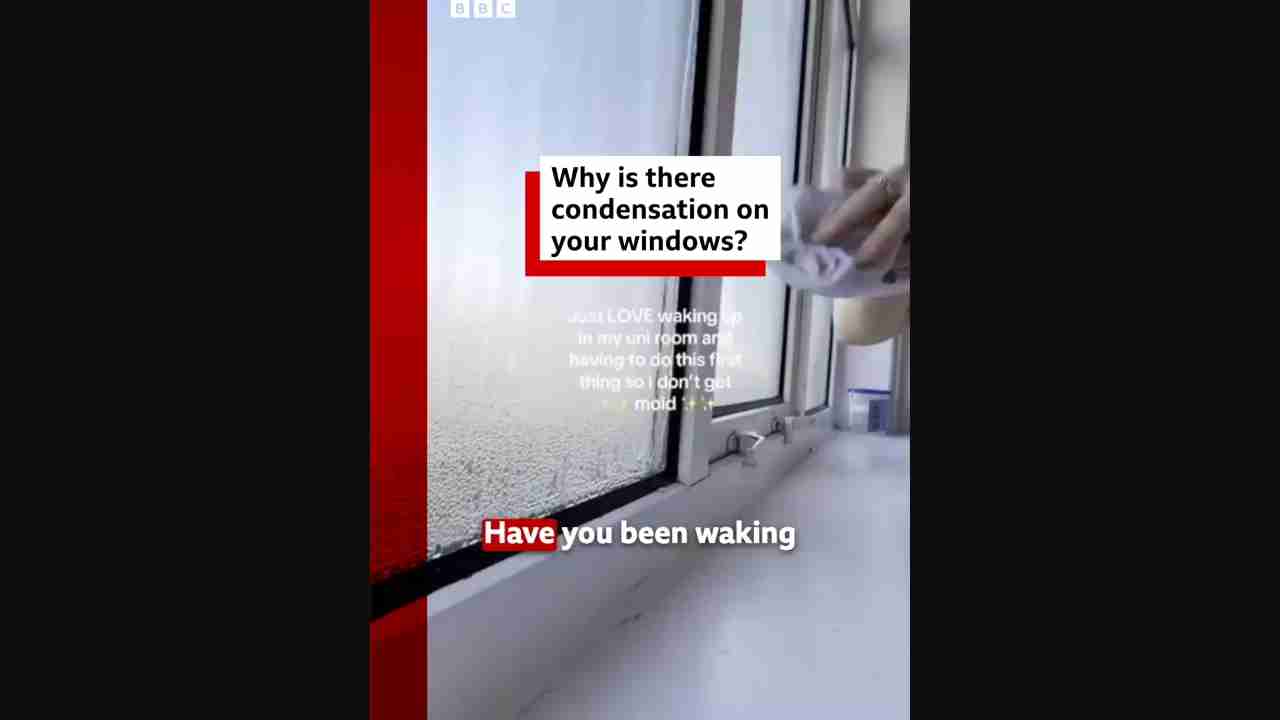 BBC
Why is there
condensation on
your windows?
Just LOVE waking up
in my uni room and
having to do this first
thing so i don't get
✨ mold ✨✨
Have you been waking